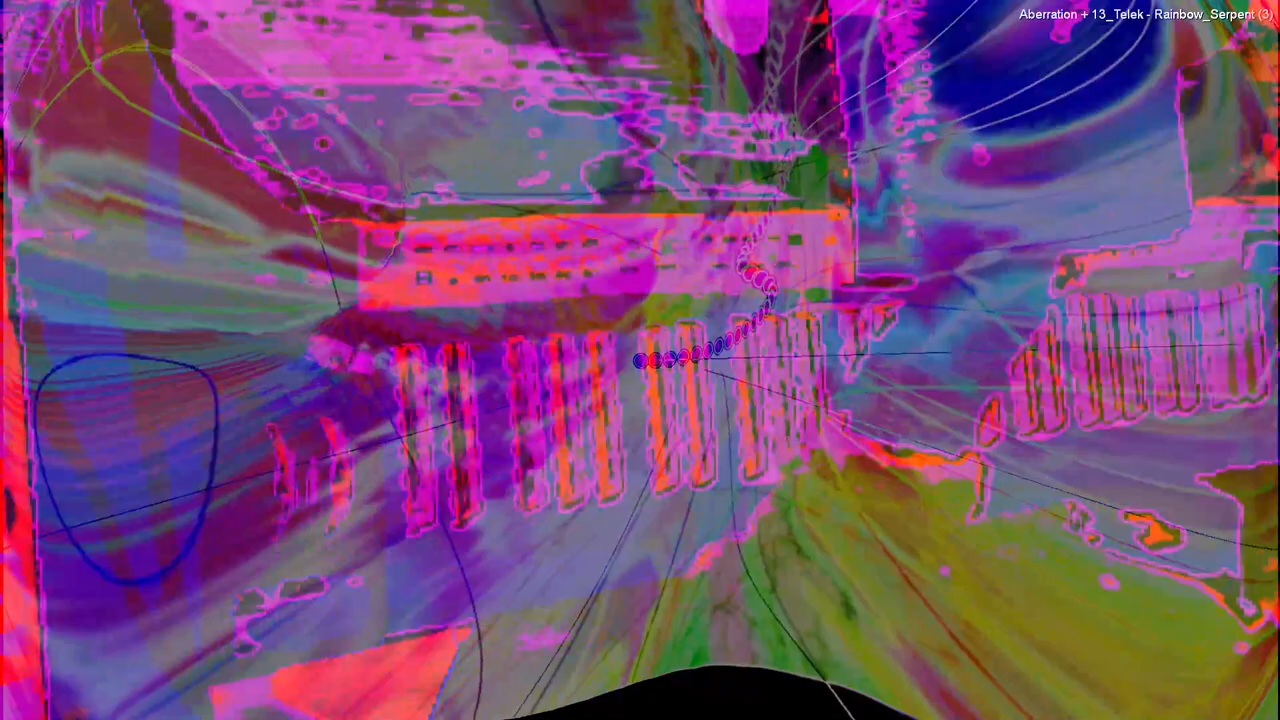 Aberration + 13_Telek - Rainbow_Serpent (3)